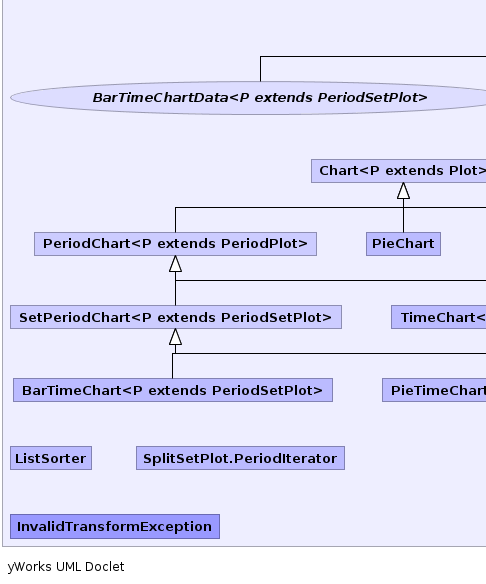 BarTimeChartData<P extends PeriodSetPlot>
Chart<P extends Plot>
PeriodChart<P extends PeriodPlot>
PieChart
SetPeriodChart<P extends PeriodSetPlot>
TimeChart<
BarTimeChart<P extends PeriodSetPlot>
PieTimeChart
ListSorter
SplitSetPlot.PeriodIterator
InvalidTransformException
yWorks UML Doclet